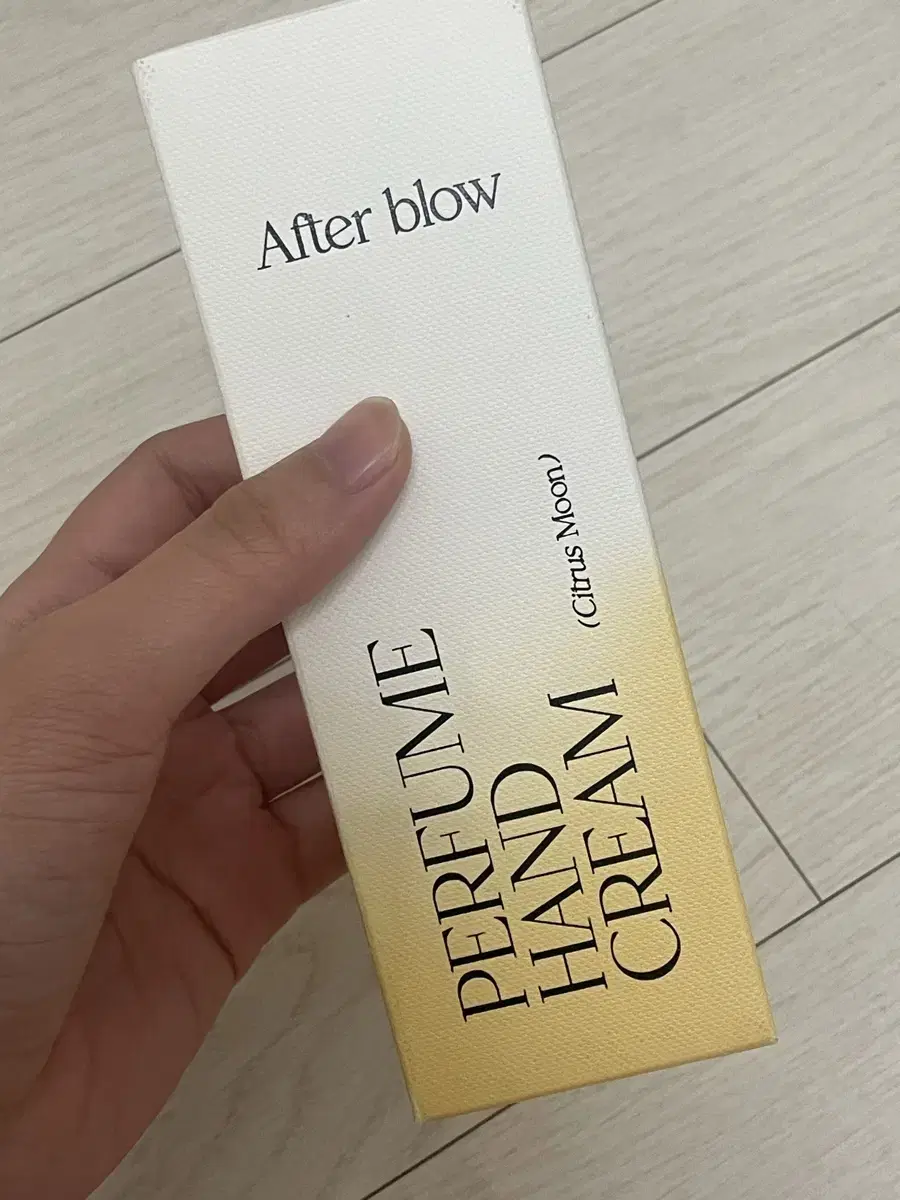 After blow
PERFUME
HAND
CREAM
(Citrus Moon)